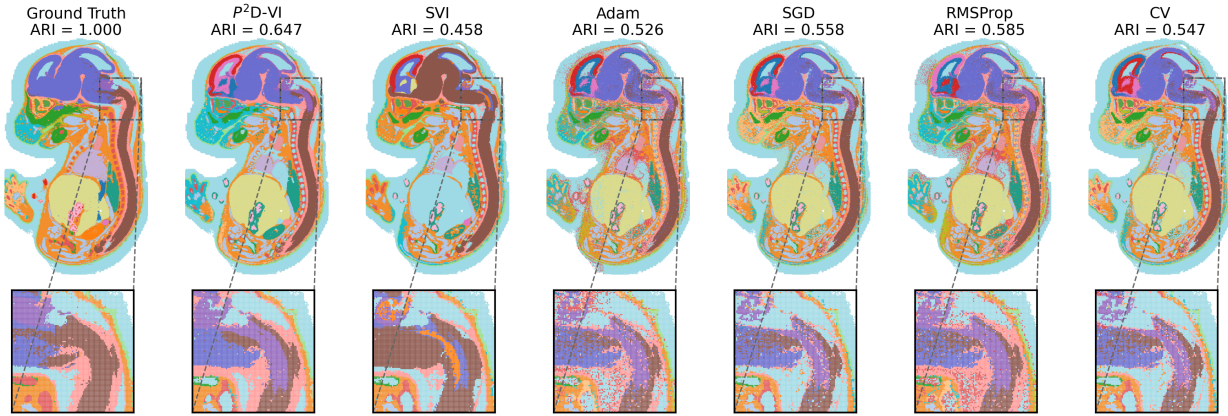 Ground Truth
ARI = 1.000
P²D-VI
ARI = 0.647
SVI
ARI = 0.458
Adam
ARI = 0.526
SGD
ARI = 0.558
RMSProp
ARI = 0.585
CV
ARI = 0.547